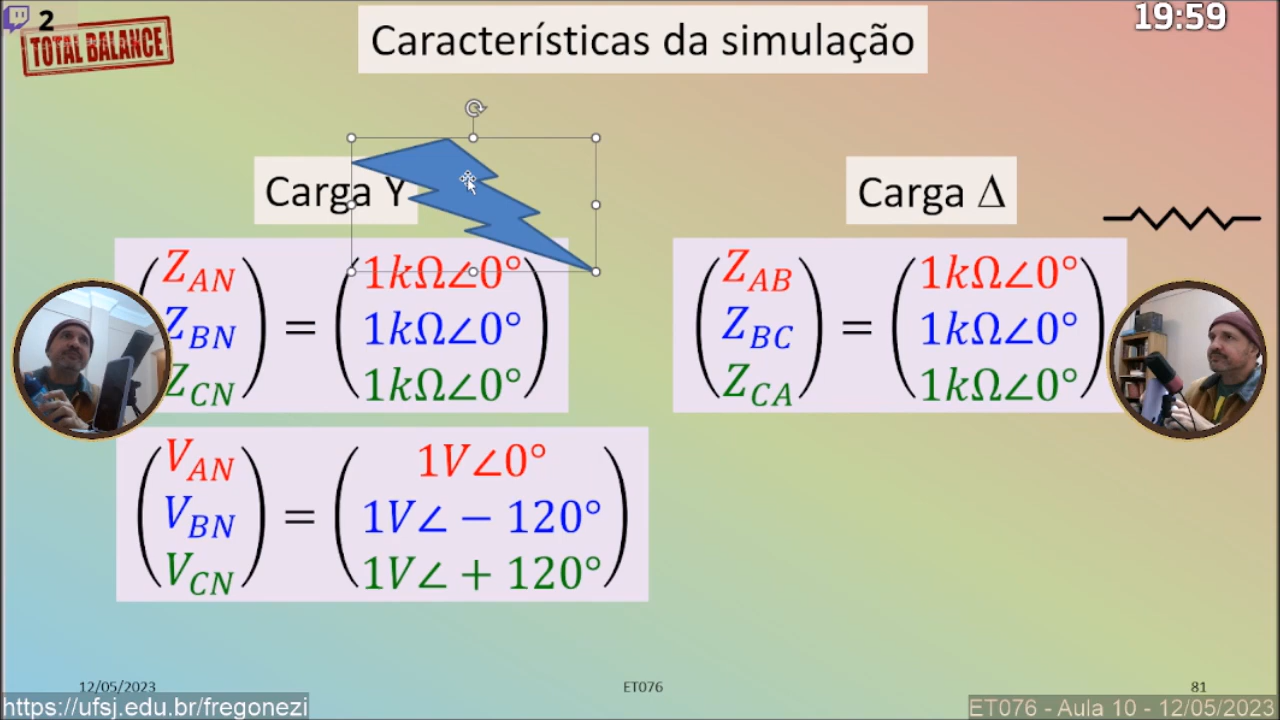 2
19:59
TOTAL BALANCE
Características da simulação
Carga Y
Carga Δ
Z_AN
Z_BN
Z_CN
=
1kΩ∠0°
1kΩ∠0°
1kΩ∠0°
Z_AB
Z_BC
Z_CA
=
1kΩ∠0°
1kΩ∠0°
1kΩ∠0°
V_AN
V_BN
V_CN
=
1V∠0°
1V∠ − 120°
1V∠ + 120°
12/05/2023
ET076
81
https://ufsj.edu.br/fregonezi
ET076 - Aula 10 - 12/05/2023